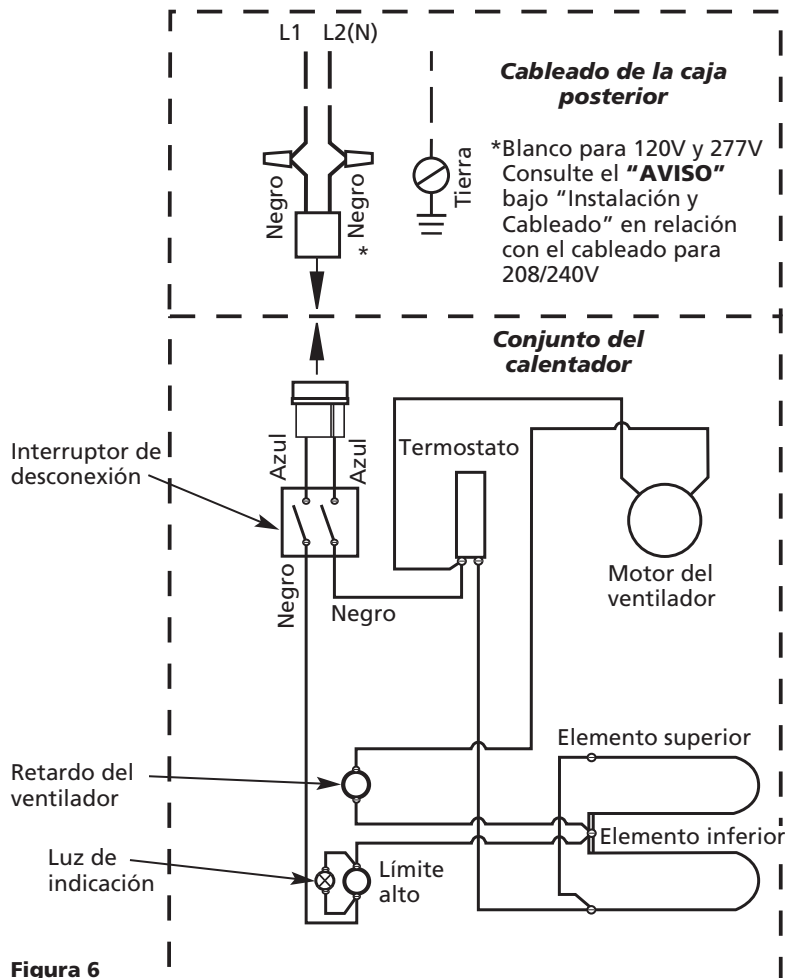 L1 L2(N)
Cableado de la caja
posterior
*Blanco para 120V y 277V
Consulte el "AVISO"
bajo "Instalación y
Cableado" en relación
con el cableado para
208/240V
Negro
Negro
*
Tierra
Conjunto del
calentador
Interruptor de
desconexión
Azul
Azul
Termostato
Motor del
ventilador
Negro
Negro
Elemento superior
Retardo del
ventilador
Elemento inferior
Luz de
indicación
Límite
alto
Figura 6